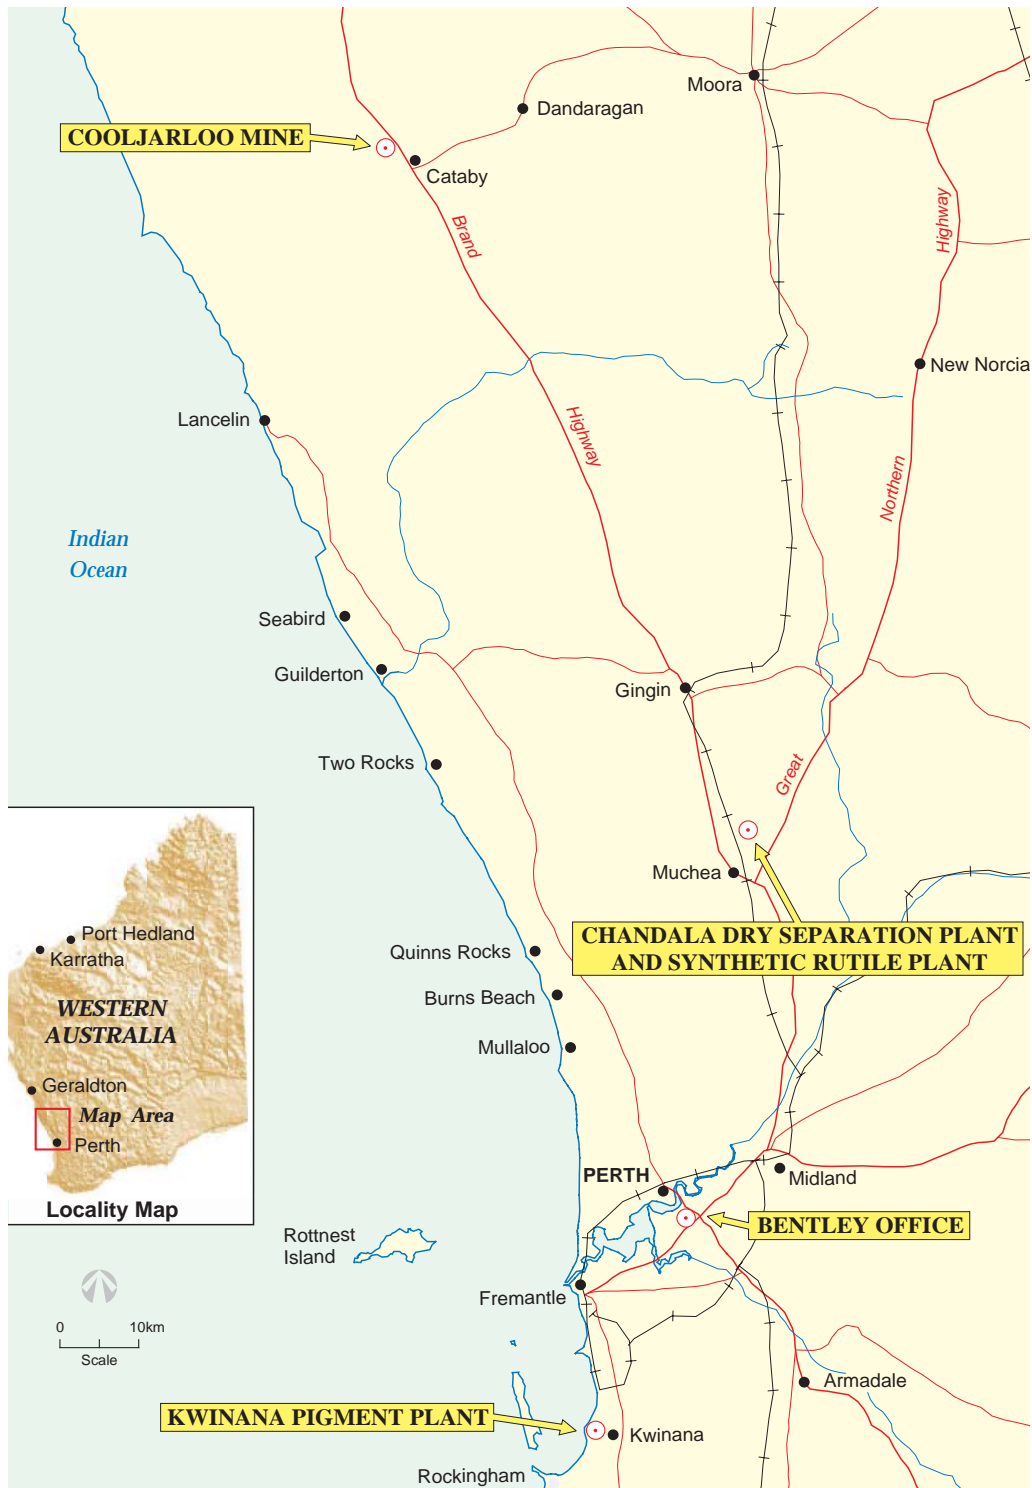 Moora
Dandaragan
COOLJARLOO MINE
Cataby
Brand
Highway
New Norcia
Lancelin
Highway
Northern
Indian
Ocean
Seabird
Guilderton
Gingin
Two Rocks
Great
Muchea
CHANDALA DRY SEPARATION PLANT
AND SYNTHETIC RUTILE PLANT
Port Hedland
Karratha
Quinns Rocks
WESTERN
AUSTRALIA
Burns Beach
Mullaloo
Geraldton
Map Area
Perth
Locality Map
PERTH
Midland
BENTLEY OFFICE
Rottnest
Island
Fremantle
0 10km
Scale
Armadale
KWINANA PIGMENT PLANT
Kwinana
Rockingham